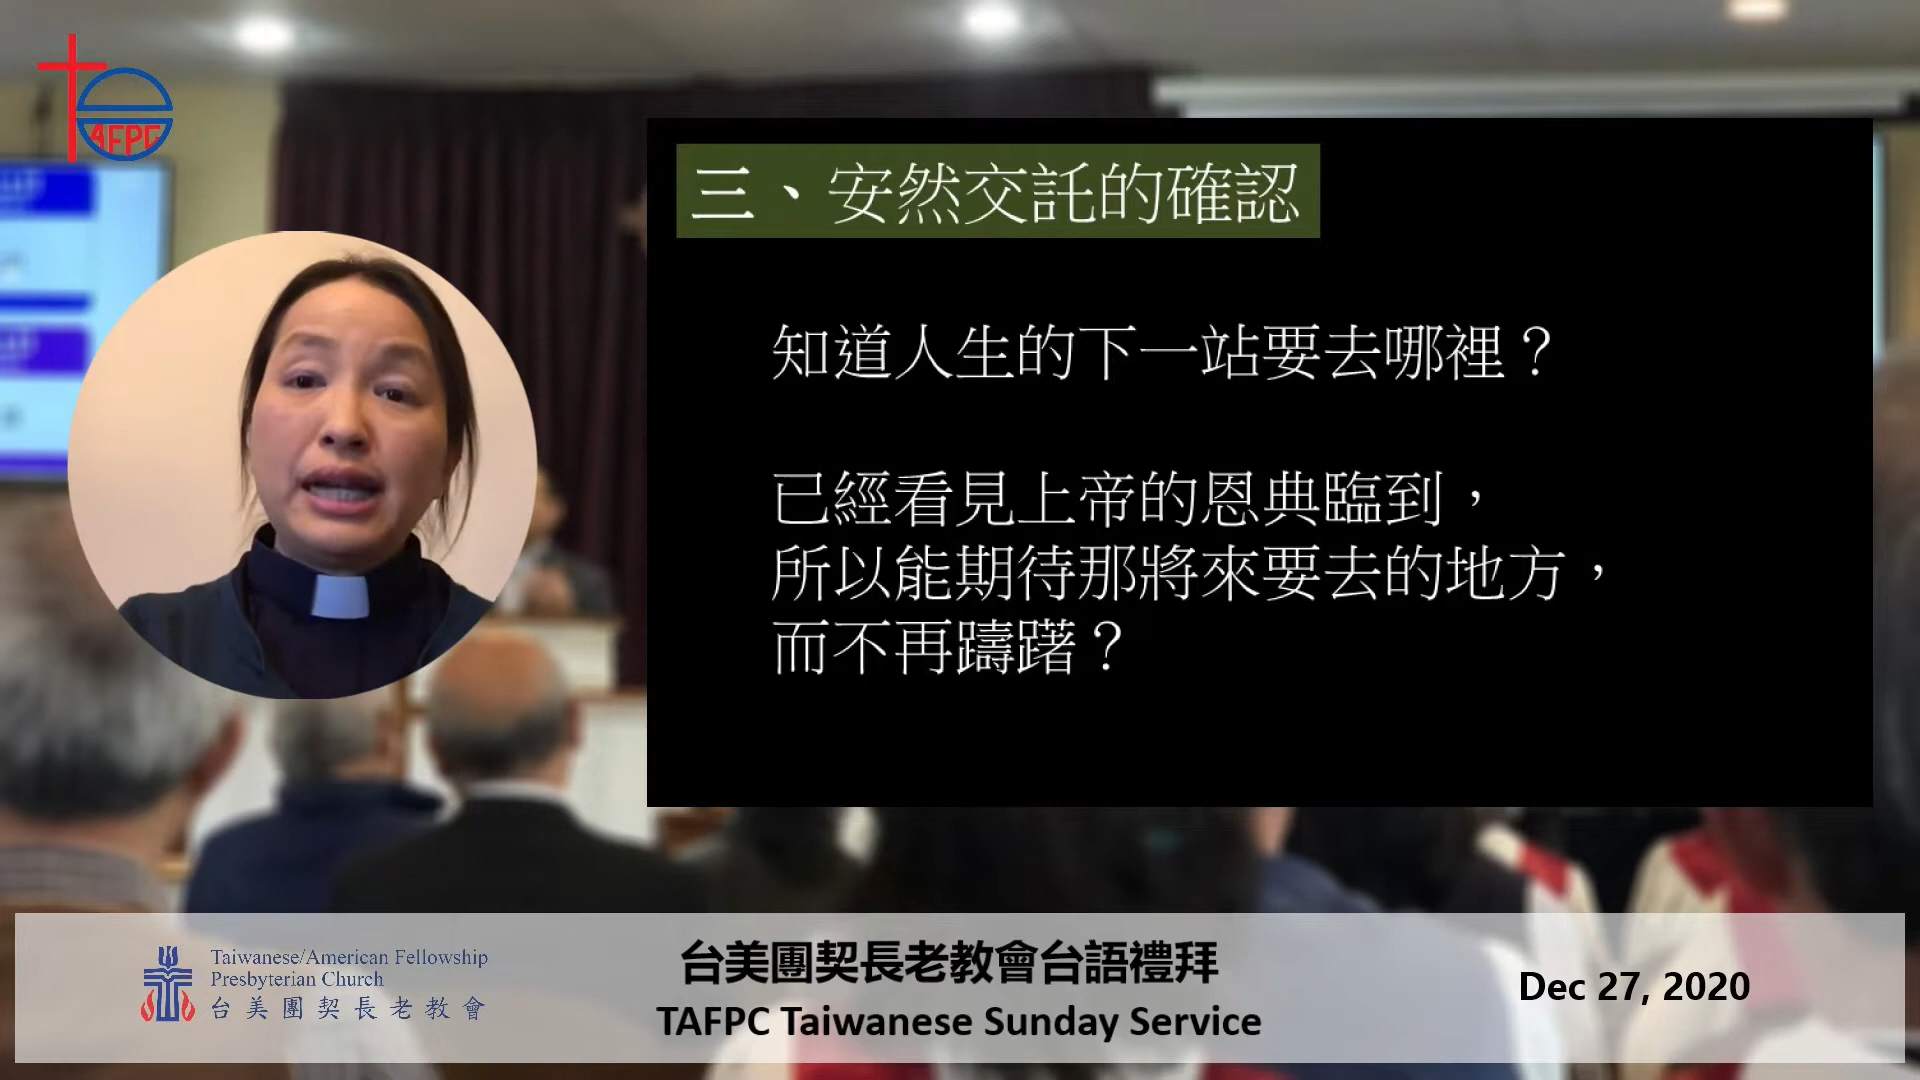 AFPC
三、安然交託的確認
知道人生的下一站要去哪裡？
已經看見上帝的恩典臨到，
所以能期待那將來要去的地方，
而不再躊躇？
Taiwanese/American Fellowship
Presbyterian Church
台美團契長老教會
台美團契長老教會台語禮拜
TAFPC Taiwanese Sunday Service
Dec 27, 2020